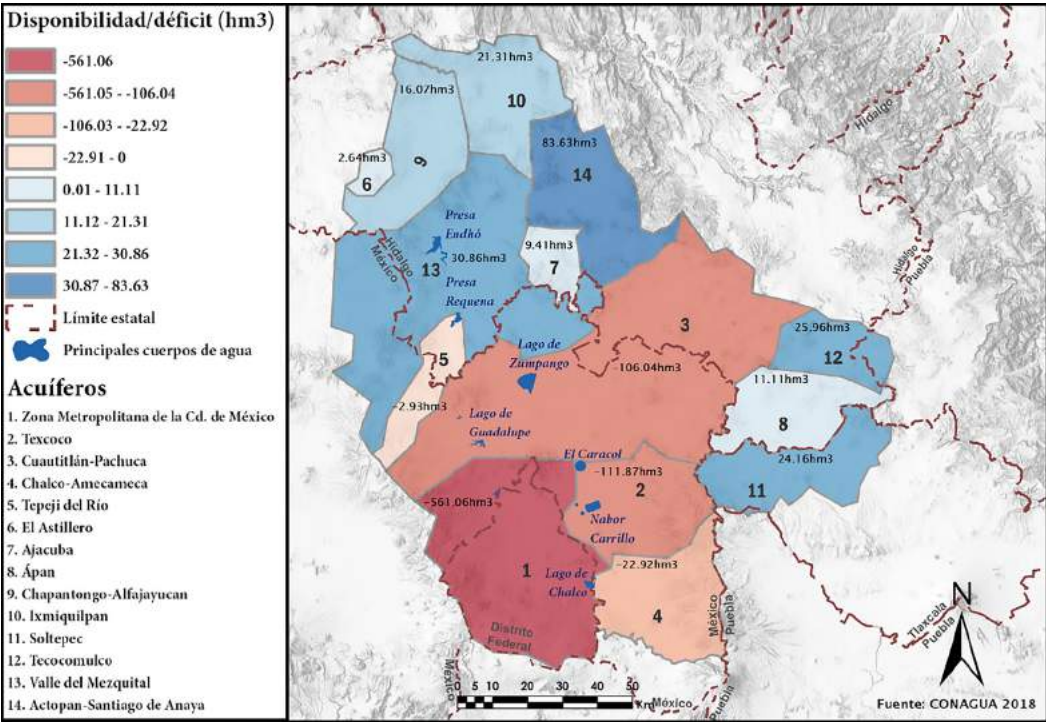 Disponibilidad/déficit (hm3)
-561.06
-561.05 - -106.04
-106.03 - -22.92
-22.91 - 0
0.01 - 11.11
11.12 - 21.31
21.32 - 30.86
30.87 - 83.63
Límite estatal
Principales cuerpos de agua
Acuíferos
1. Zona Metropolitana de la Cd. de México
2. Texcoco
3. Cuautitlán-Pachuca
4. Chalco-Amecameca
5. Tepeji del Río
6. El Astillero
7. Ajacuba
8. Ápan
9. Chapantongo-Alfajayucan
10. Ixmiquilpan
11. Soltepec
12. Tecocomulco
13. Valle del Mezquital
14. Actopan-Santiago de Anaya
21.31hm3
10
16.07hm3
9
2.64hm3
6
83.63hm3
14
Hidalgo
Presa
Endhó
30.86hm3
13
Hidalgo
México
Presa
Requena
9.41hm3
7
Hidalgo
Puebla
5
-2.93hm3
Lago de
Zumpango
3
-106.04hm3
25.96hm3
12
11.11hm3
8
Lago de
Guadalupe
El Caracol
-111.87hm3
2
24.16hm3
11
-561.06hm3
Nabor
Carrillo
1
Lago de
Chalco
-22.92hm3
4
Distrito
Federal
México
México
Puebla
Tlaxcala
Puebla
N
0 5 10 20 30 40 50
Km
México
Puebla
Fuente: CONAGUA 2018